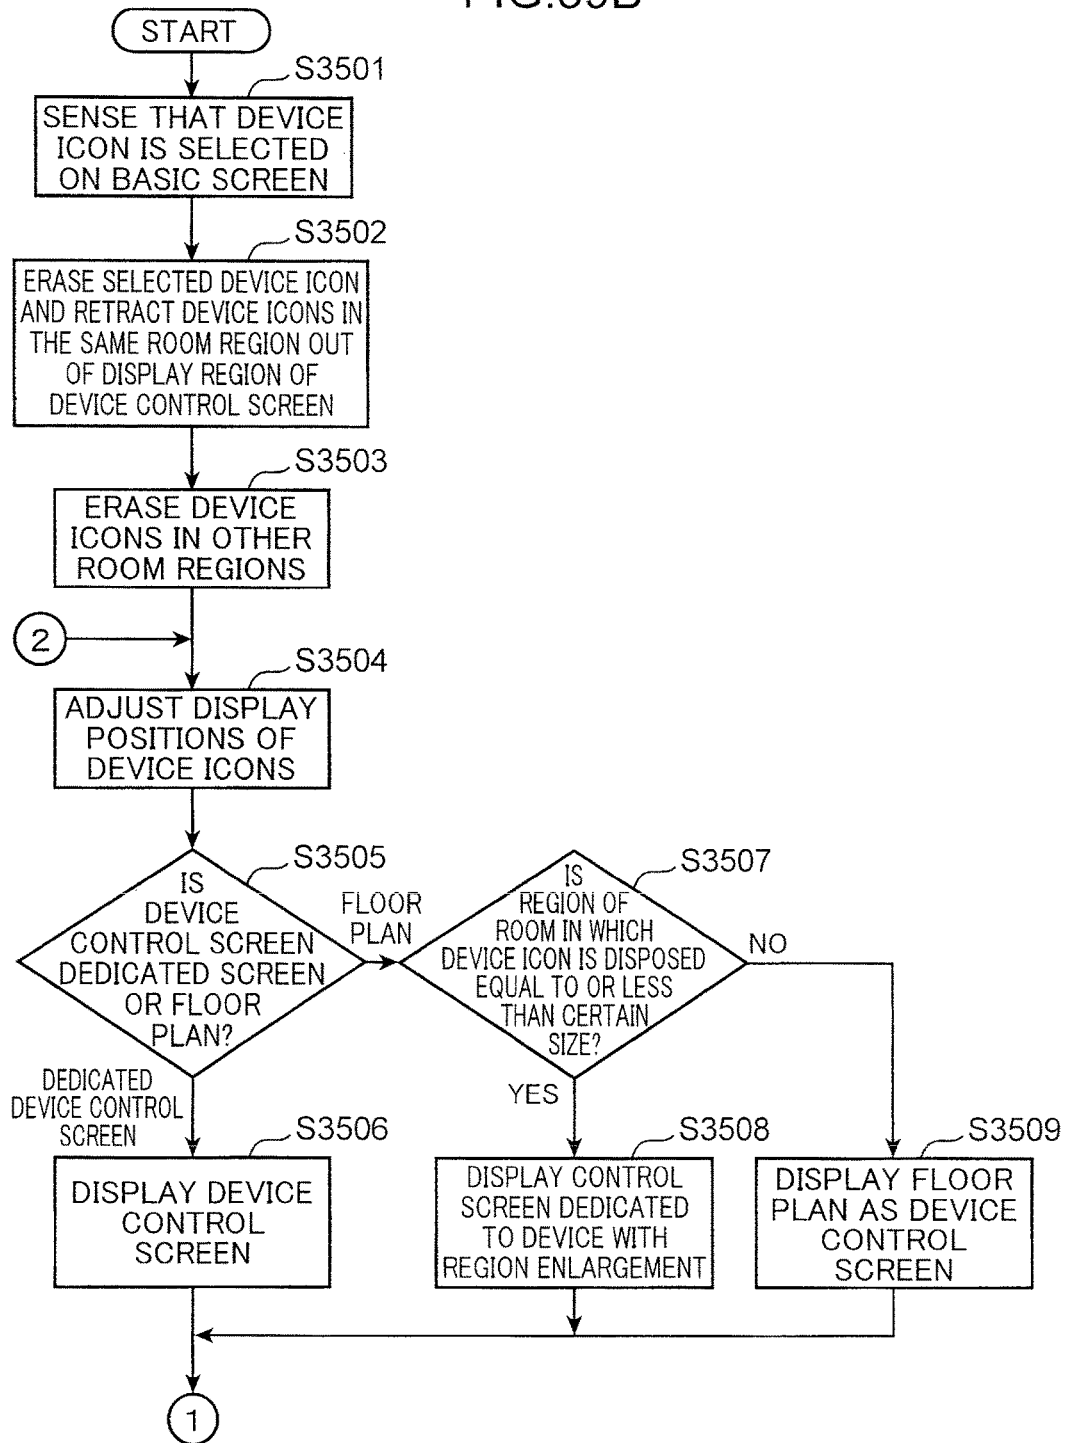 START
S3501
SENSE THAT DEVICE
ICON IS SELECTED
ON BASIC SCREEN
S3502
ERASE SELECTED DEVICE ICON
AND RETRACT DEVICE ICONS IN
THE SAME ROOM REGION OUT
OF DISPLAY REGION OF
DEVICE CONTROL SCREEN
S3503
ERASE DEVICE
ICONS IN OTHER
ROOM REGIONS
2
S3504
ADJUST DISPLAY
POSITIONS OF
DEVICE ICONS
S3505
IS
DEVICE
CONTROL SCREEN
DEDICATED SCREEN
OR FLOOR
PLAN?
FLOOR
PLAN
S3507
IS
REGION OF
ROOM IN WHICH
DEVICE ICON IS DISPOSED
EQUAL TO OR LESS
THAN CERTAIN
SIZE?
NO
DEDICATED
DEVICE CONTROL
SCREEN
YES
S3506
DISPLAY DEVICE
CONTROL
SCREEN
S3508
DISPLAY CONTROL
SCREEN DEDICATED
TO DEVICE WITH
REGION ENLARGEMENT
S3509
DISPLAY FLOOR
PLAN AS DEVICE
CONTROL
SCREEN
1